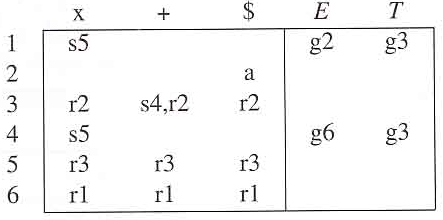 x + $ E T
1 s5 g2 g3
2 a
3 r2 s4,r2 r2
4 s5 g6 g3
5 r3 r3 r3
6 r1 r1 r1